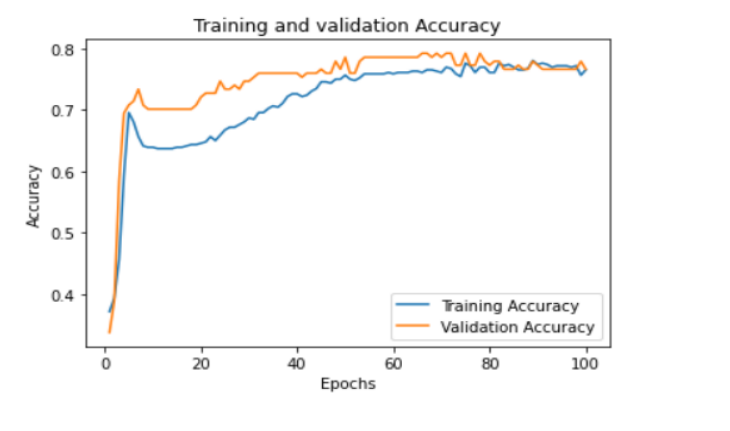 Training and validation Accuracy
0.8
0.7
0.6
0.5
0.4
Accuracy
0 20 40 60 80 100
Epochs
Training Accuracy
Validation Accuracy